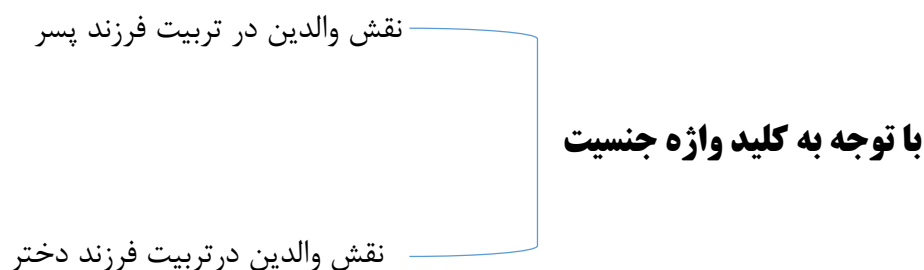 نقش والدین در تربیت فرزند پسر
با توجه به کلید واژه جنسیت
نقش والدین درتربیت فرزند دختر